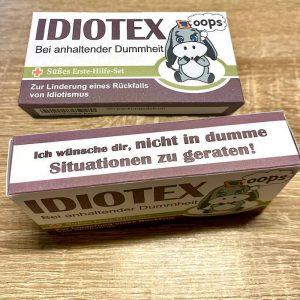 IDIOTEX
oops
Bei anhaltender Dummheit
Süßes Erste-Hilfe-Set
Zur Linderung eines Rückfalls
von Idiotismus
Ich wünsche dir, nicht in dumme
Situationen zu geraten!
IDIOTEX
oops
Bei anhaltender Dummheit